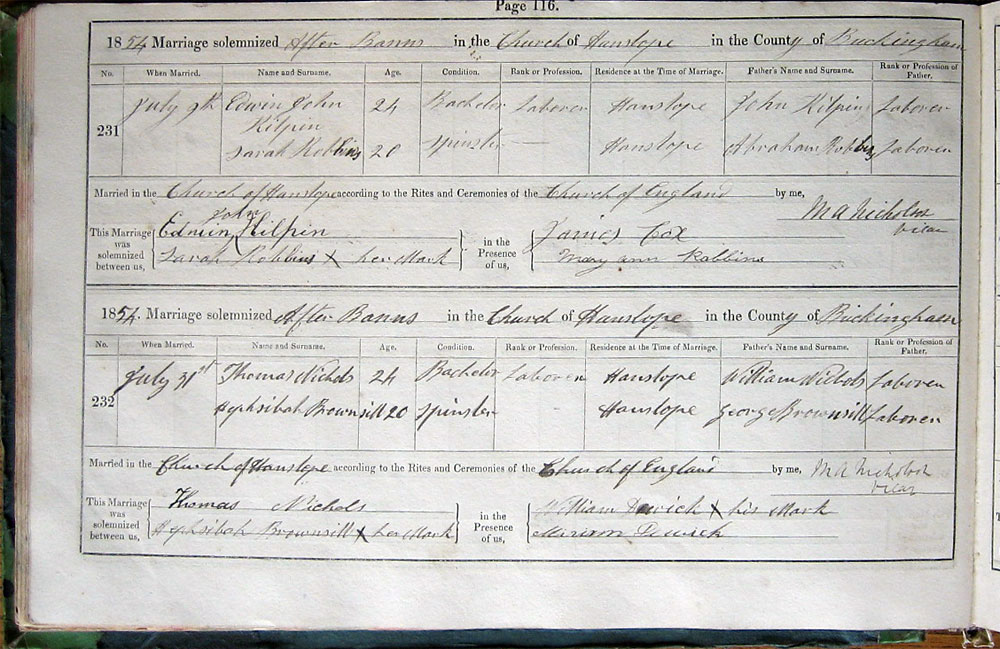 Page 116.
1854 Marriage solemnized After Banns in the Church of Hanslope in the County of Buckingham
No. When Married. Name and Surname. Age. Condition. Rank or Profession. Residence at the Time of Marriage. Father's Name and Surname. Rank or Profession of Father.
231 July 9th Edwin John Kilpin 24 Bachelor Laborer Hanslope John Kilpin Laborer
Sarah Robbins 20 Spinster — Hanslope Abraham Robbins Laborer
Married in the Church of Hanslope according to the Rites and Ceremonies of the Church of England by me, M A Nicholson
Vicar
This Marriage was solemnized between us, Edwin John Kilpin in the Presence of us, James Cox
Sarah Robbins X her Mark Mary ann Robbins
1854 Marriage solemnized After Banns in the Church of Hanslope in the County of Buckingham
No. When Married. Name and Surname. Age. Condition. Rank or Profession. Residence at the Time of Marriage. Father's Name and Surname. Rank or Profession of Father.
232 July 31st Thomas Nichols 24 Bachelor Laborer Hanslope William Nichols Laborer
Hephsibah Brownsill 20 Spinster Hanslope George Brownsill Laborer
Married in the Church of Hanslope according to the Rites and Ceremonies of the Church of England by me, M A Nicholson
Vicar
This Marriage was solemnized between us, Thomas Nichols in the Presence of us, William Dewick X his Mark
Hephsibah Brownsill X her Mark Miriam Dewick